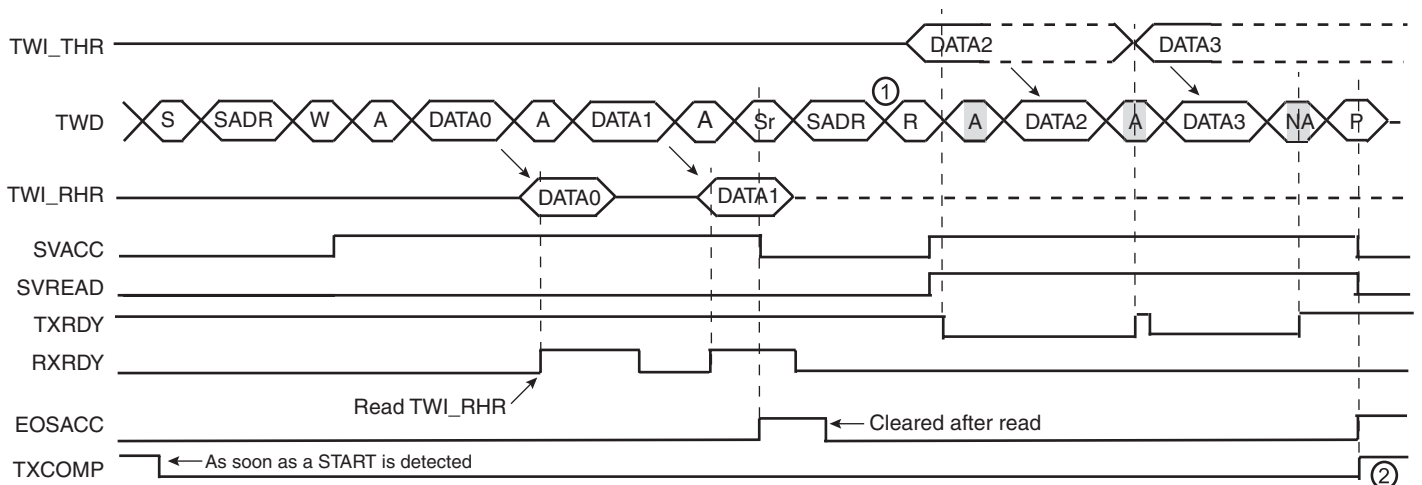 TWI_THR DATA2 DATA3
①
TWD S SADR W A DATA0 A DATA1 A Sr SADR R A DATA2 A DATA3 NA P
TWI_RHR DATA0 DATA1
SVACC
SVREAD
TXRDY
RXRDY
Read TWI_RHR
EOSACC Cleared after read
TXCOMP As soon as a START is detected ②